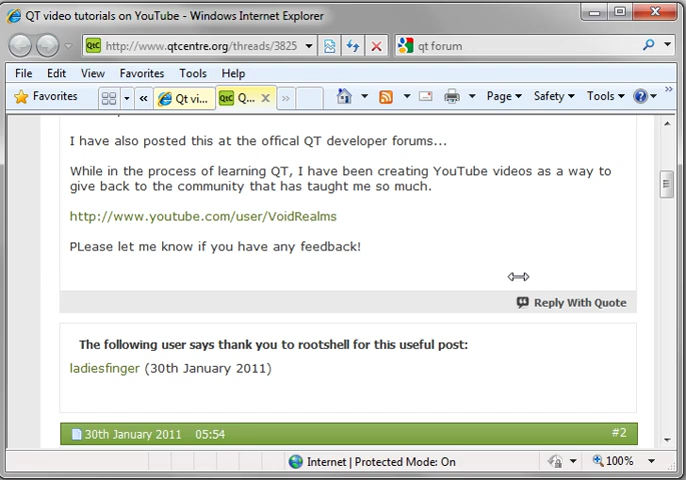 QT video tutorials on YouTube - Windows Internet Explorer
QtC http://www.qtcentre.org/threads/3825 qt forum
File Edit View Favorites Tools Help
Favorites « Qt vi... QtC Q... x » Page Safety Tools »
I have also posted this at the offical QT developer forums...
While in the process of learning QT, I have been creating YouTube videos as a way to
give back to the community that has taught me so much.
http://www.youtube.com/user/VoidRealms
PLease let me know if you have any feedback!
Reply With Quote
The following user says thank you to rootshell for this useful post:
ladiesfinger (30th January 2011)
30th January 2011 05:54 #2
Internet | Protected Mode: On 100%